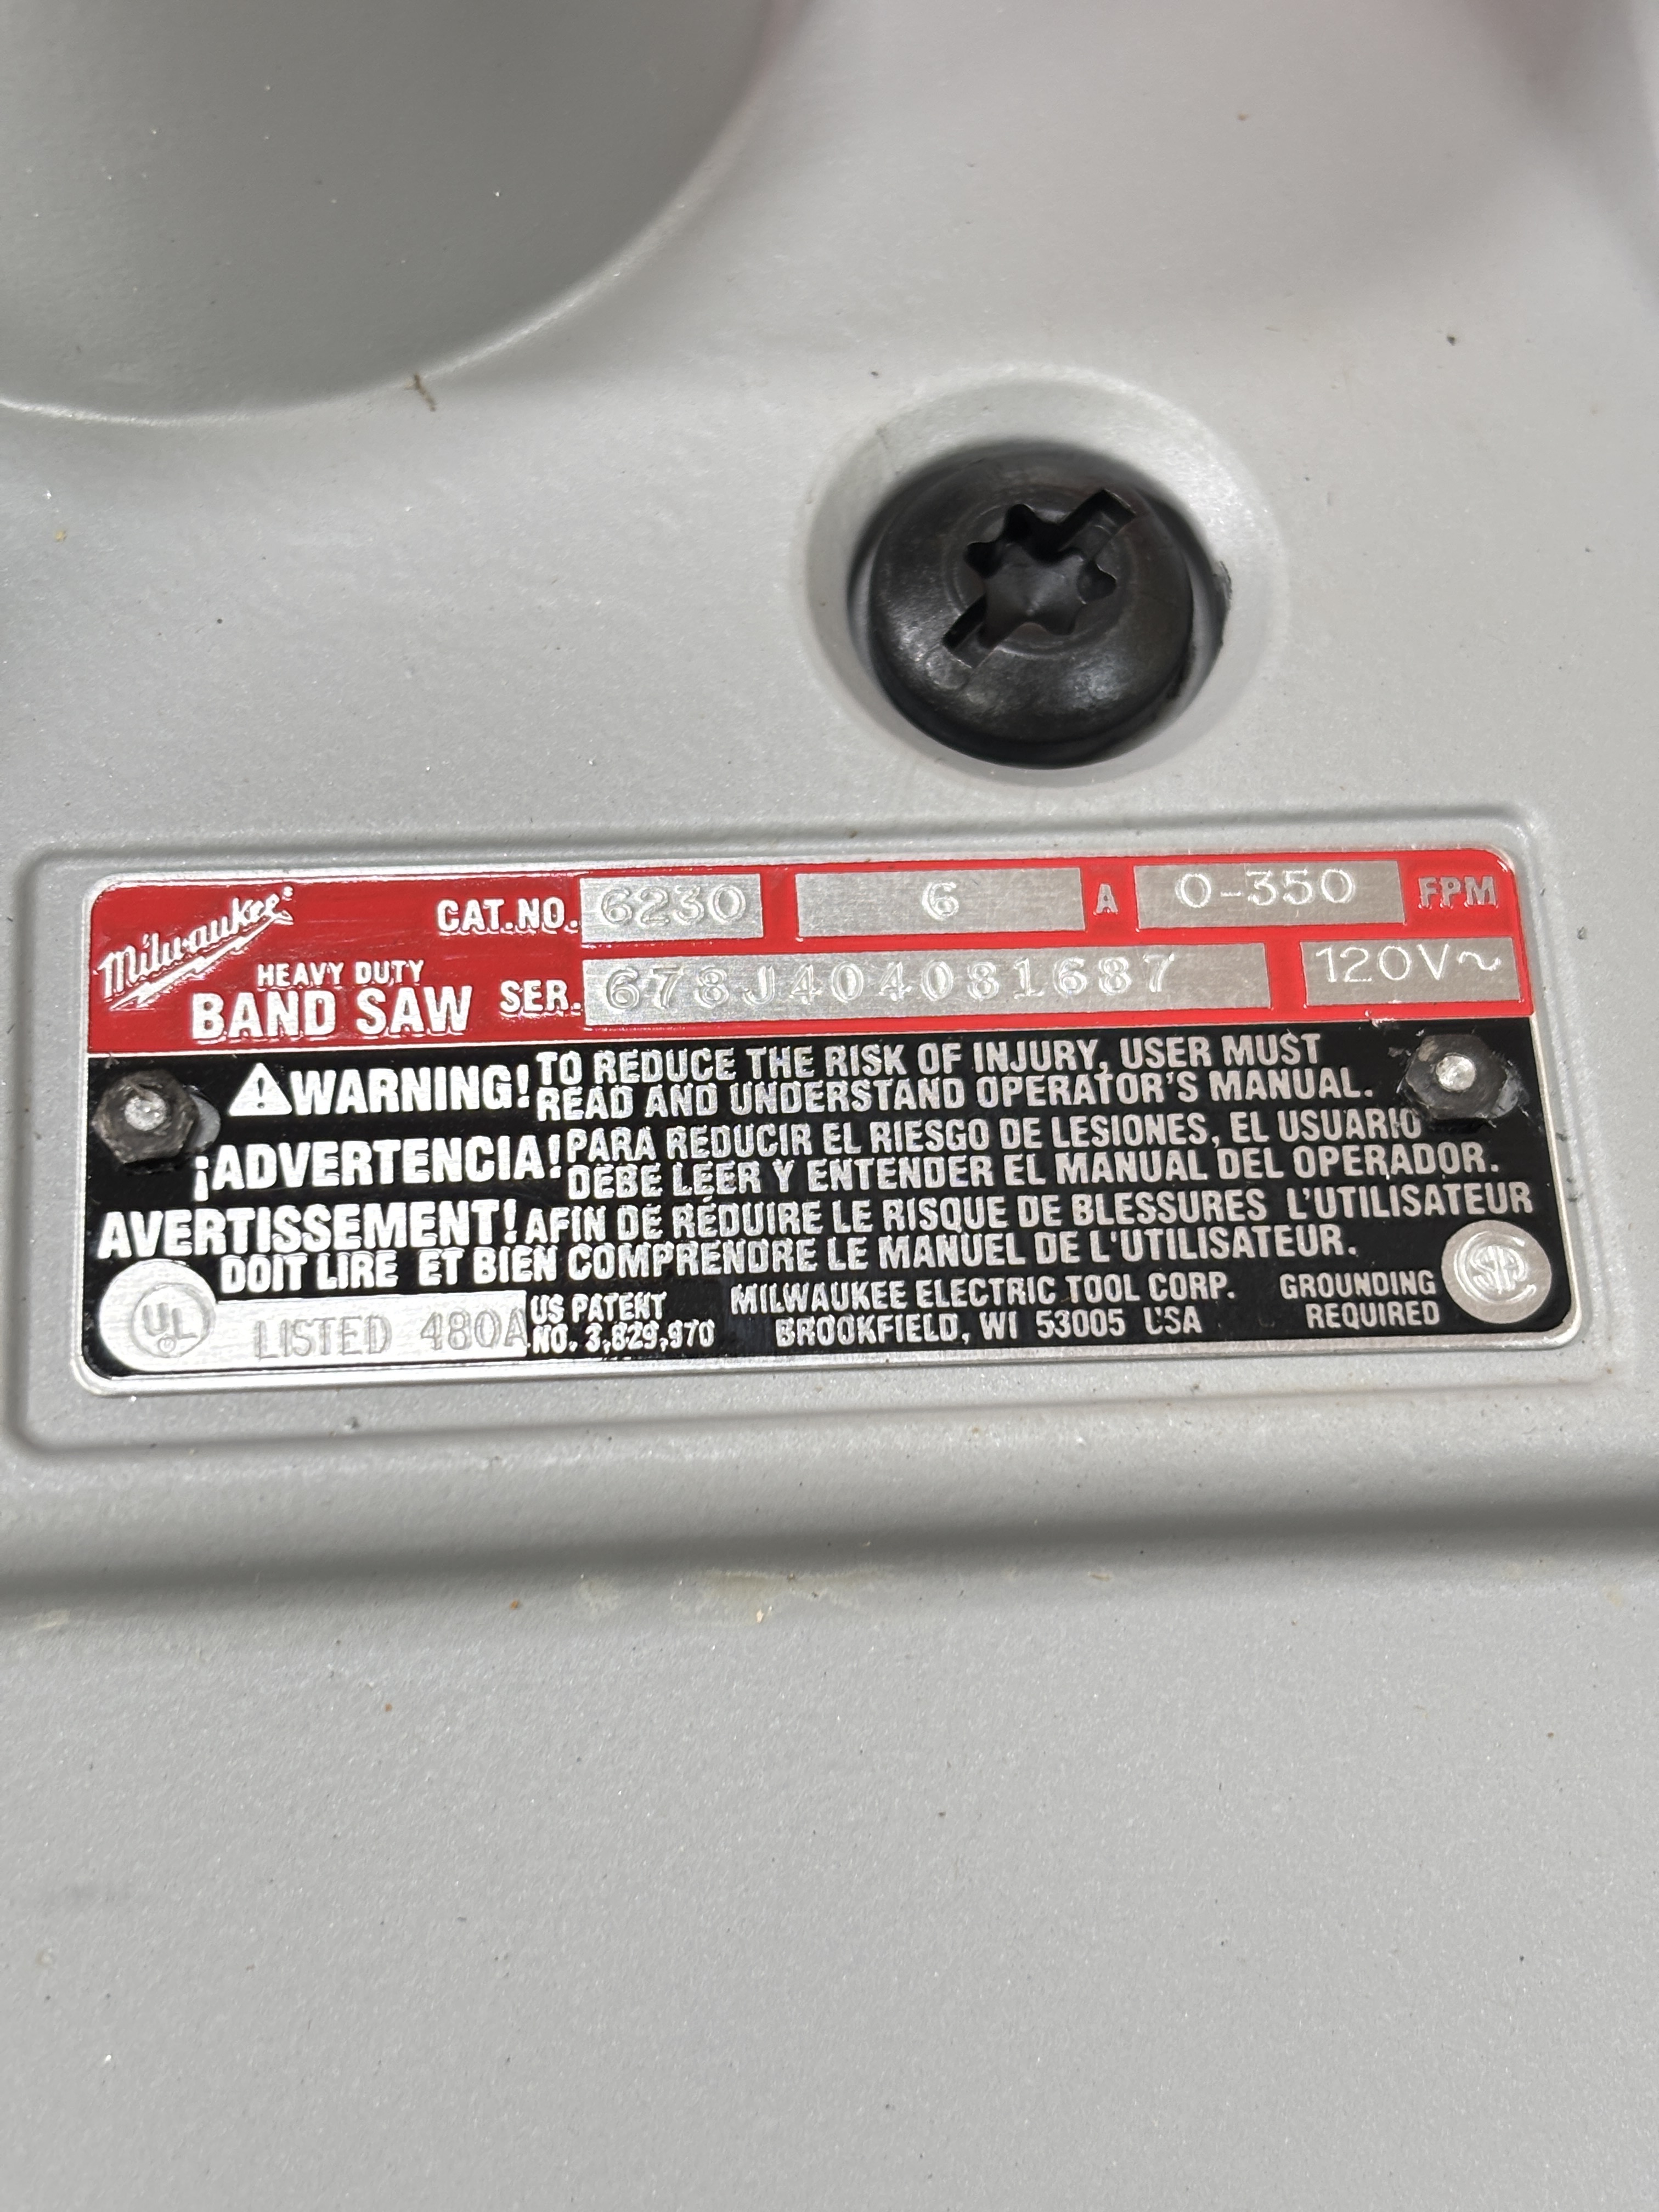 Milwaukee®
CAT.NO. 6230 6 A 0-350 FPM
HEAVY DUTY
BAND SAW
SER. 678J404081687 120V~
WARNING! TO REDUCE THE RISK OF INJURY, USER MUST
READ AND UNDERSTAND OPERATOR'S MANUAL.
¡ADVERTENCIA! PARA REDUCIR EL RIESGO DE LESIONES, EL USUARIO
DEBE LEER Y ENTENDER EL MANUAL DEL OPERADOR.
AVERTISSEMENT! AFIN DE RÉDUIRE LE RISQUE DE BLESSURES L'UTILISATEUR
DOIT LIRE ET BIEN COMPRENDRE LE MANUEL DE L'UTILISATEUR.
UL LISTED 480A
US PATENT
NO. 3,829,970
MILWAUKEE ELECTRIC TOOL CORP.
BROOKFIELD, WI 53005 USA
GROUNDING
REQUIRED
CSA